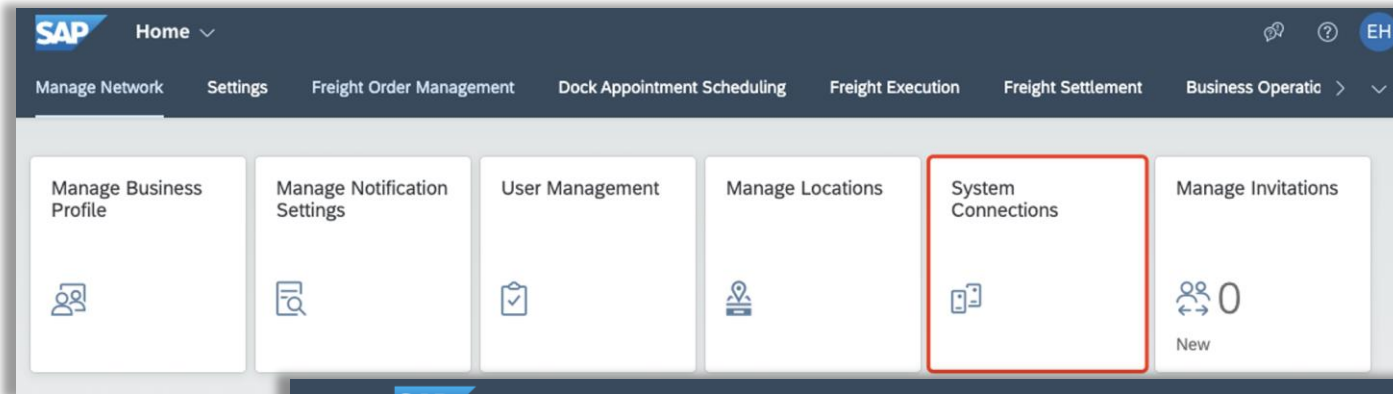 SAP Home
EH
Manage Network Settings Freight Order Management Dock Appointment Scheduling Freight Execution Freight Settlement Business Operatic
Manage Business
Profile
Manage Notification
Settings
User Management
Manage Locations
System
Connections
Manage Invitations
0
New